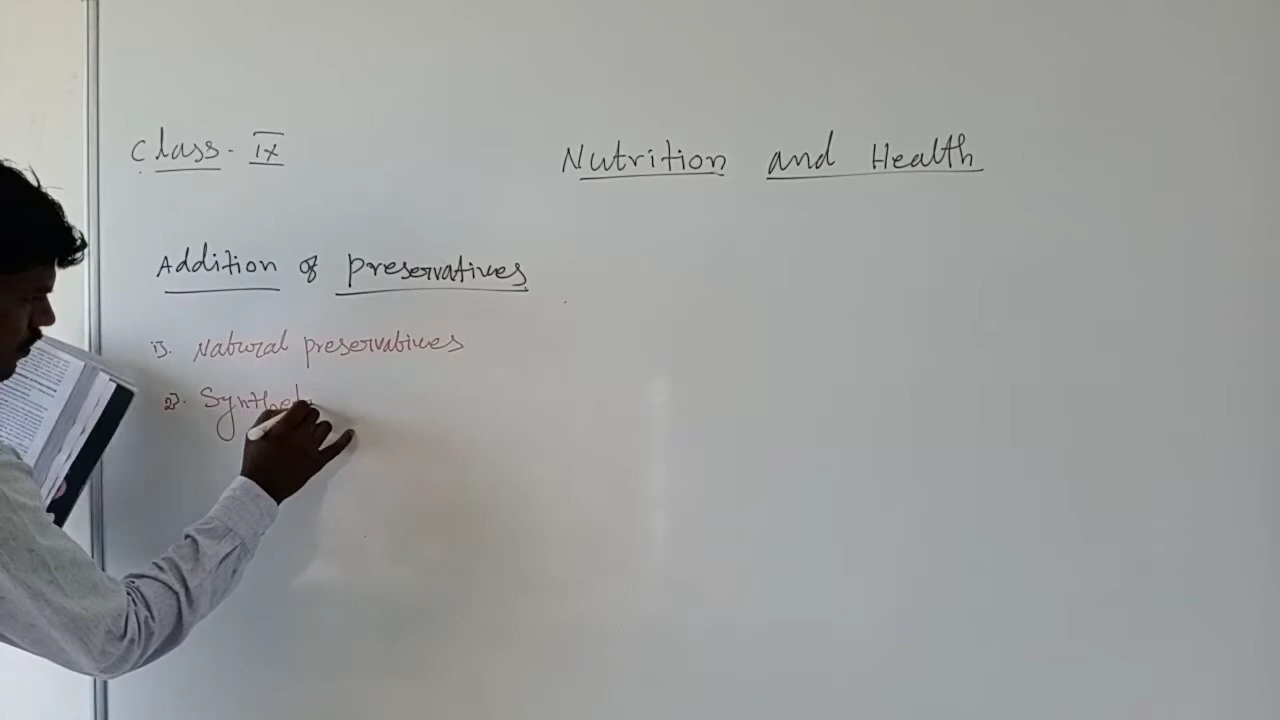 Class - IX
Nutrition and Health
Addition of preservatives
1). Natural preservatives
2).